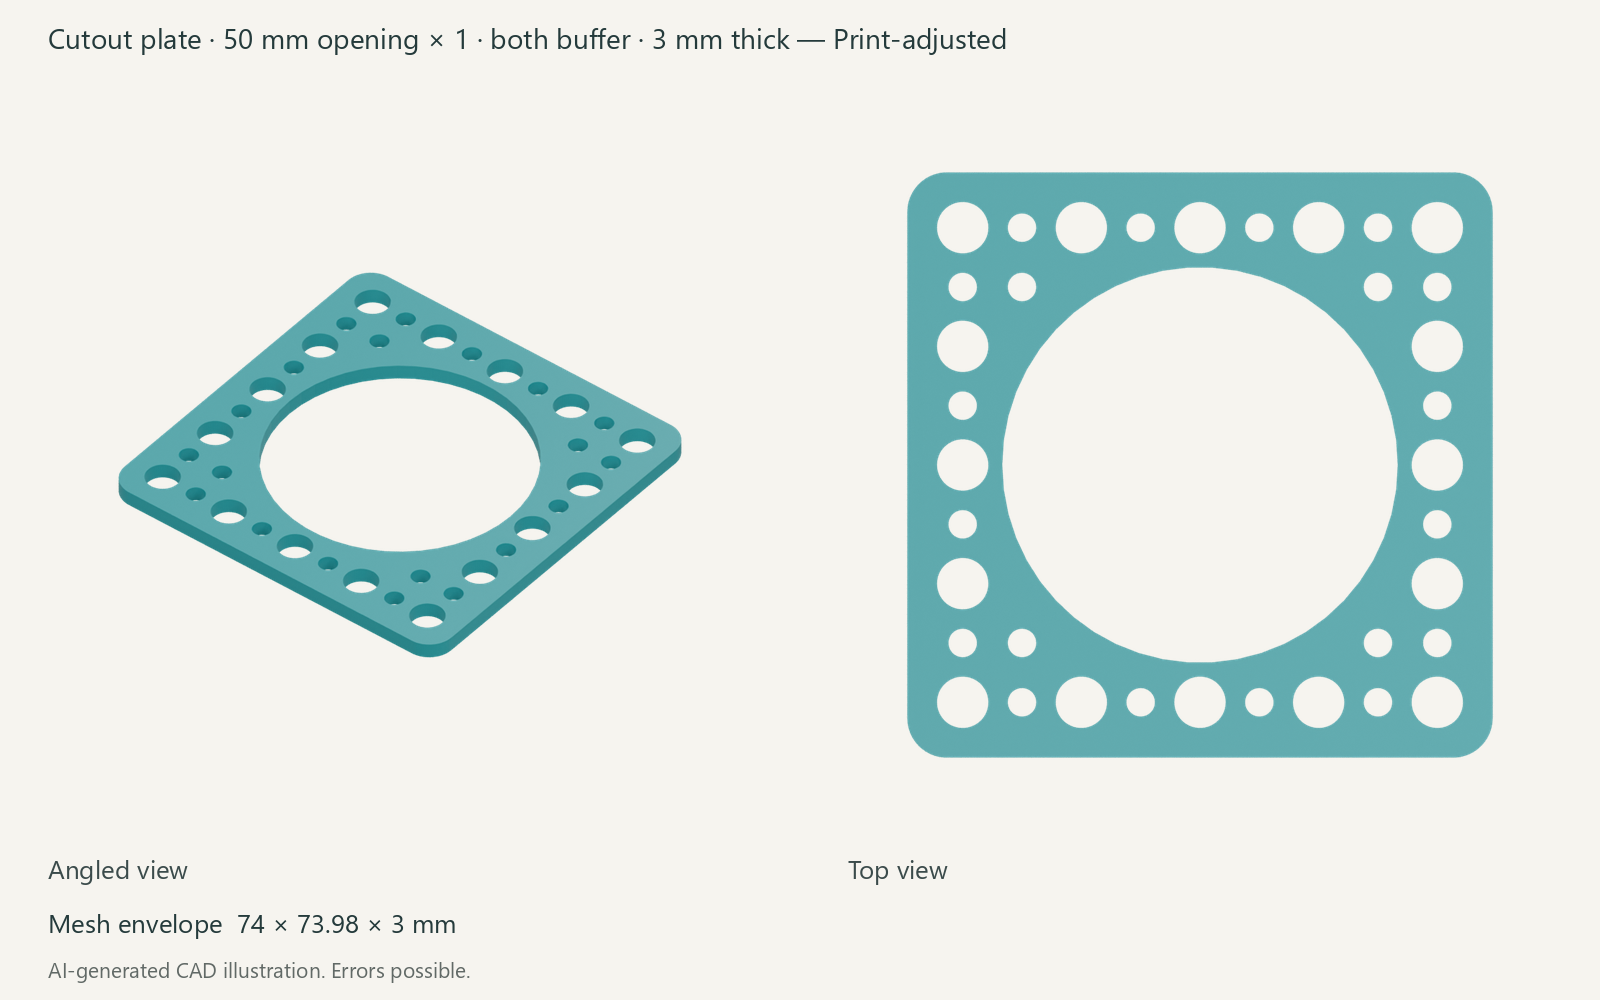 Cutout plate · 50 mm opening × 1 · both buffer · 3 mm thick — Print-adjusted
Angled view
Top view
Mesh envelope 74 × 73.98 × 3 mm
AI-generated CAD illustration. Errors possible.